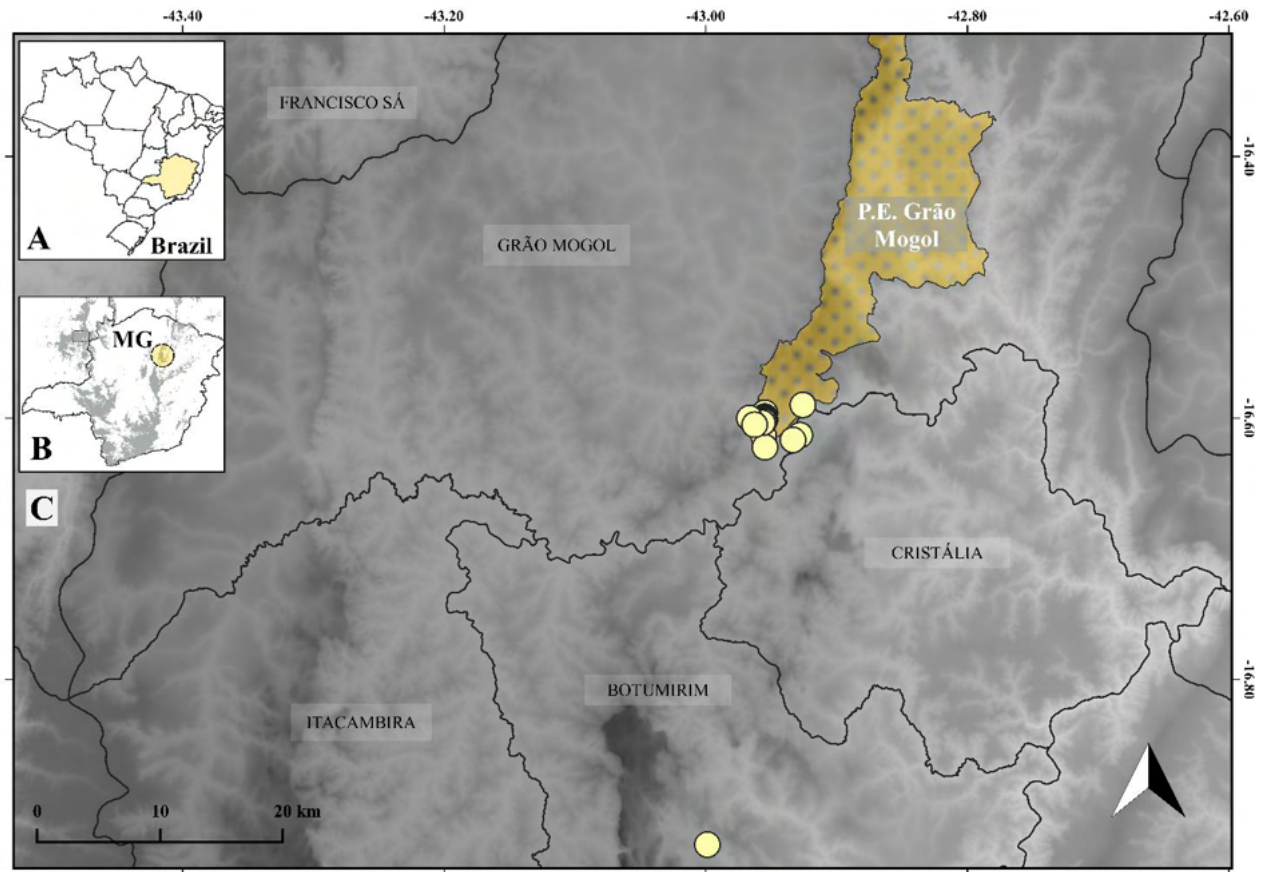 -43.40
-43.20
-43.00
-42.80
-42.60
FRANCISCO SÁ
A
Brazil
P.E. Grão
Mogol
-16.40
GRÃO MOGOL
MG
B
C
-16.60
CRISTÁLIA
BOTUMIRIM
-16.80
ITACAMBIRA
0
10
20 km